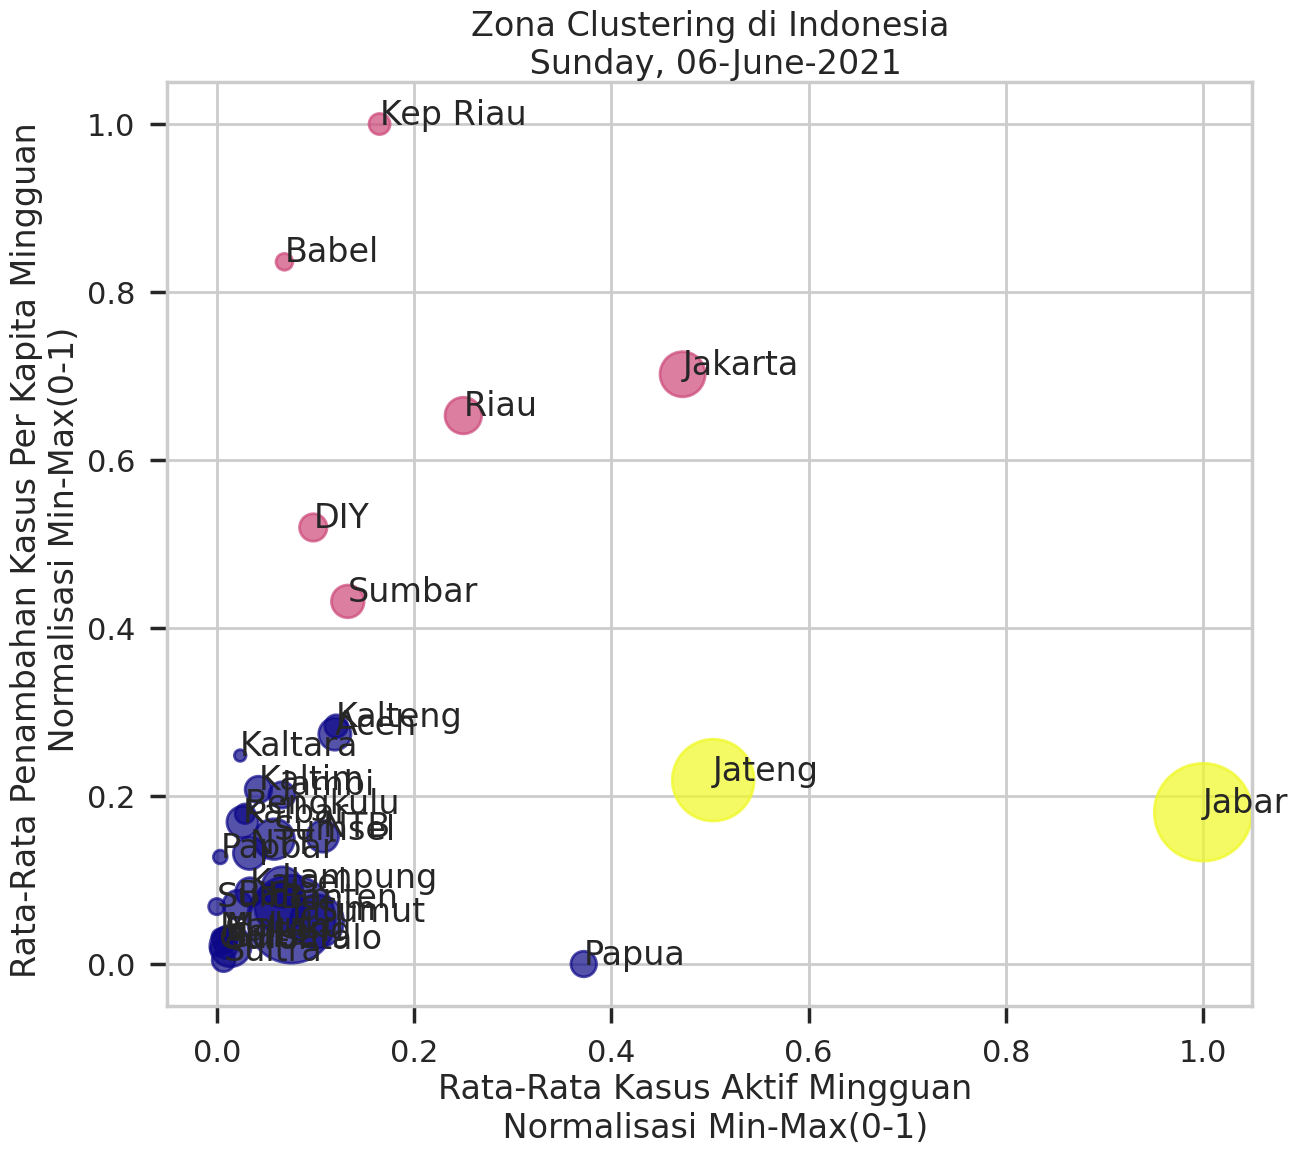 Zona Clustering di Indonesia
Sunday, 06-June-2021
Rata-Rata Penambahan Kasus Per Kapita Mingguan
Normalisasi Min-Max(0-1)
1.0
0.8
0.6
0.4
0.2
0.0
Kep Riau
Babel
Jakarta
Riau
DIY
Sumbar
Kalteng
Aceh
Kaltara
Jateng
Kaltim
Jambi
Jabar
Bengkulu
Kalbar
NTB
Sumsel
NTT
Papbar
Lampung
Kalsel
Banten
Sumut
Sultra
Papua
0.0
0.2
0.4
0.6
0.8
1.0
Rata-Rata Kasus Aktif Mingguan
Normalisasi Min-Max(0-1)